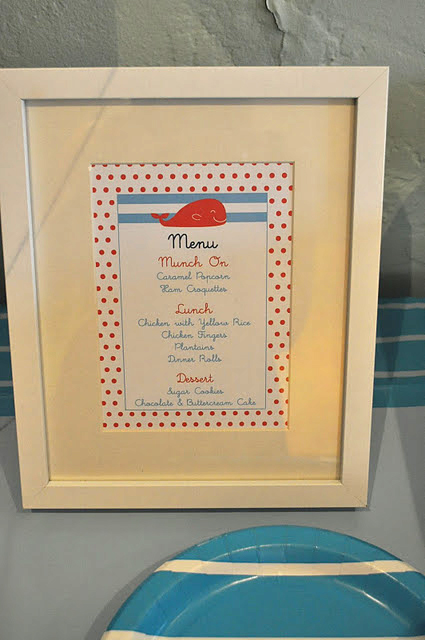 Menu
Munch On
Caramel Popcorn
Ham Croquettes
Lunch
Chicken with Yellow Rice
Chicken Fingers
Plantains
Dinner Rolls
Dessert
Sugar Cookies
Chocolate & Buttercream Cake